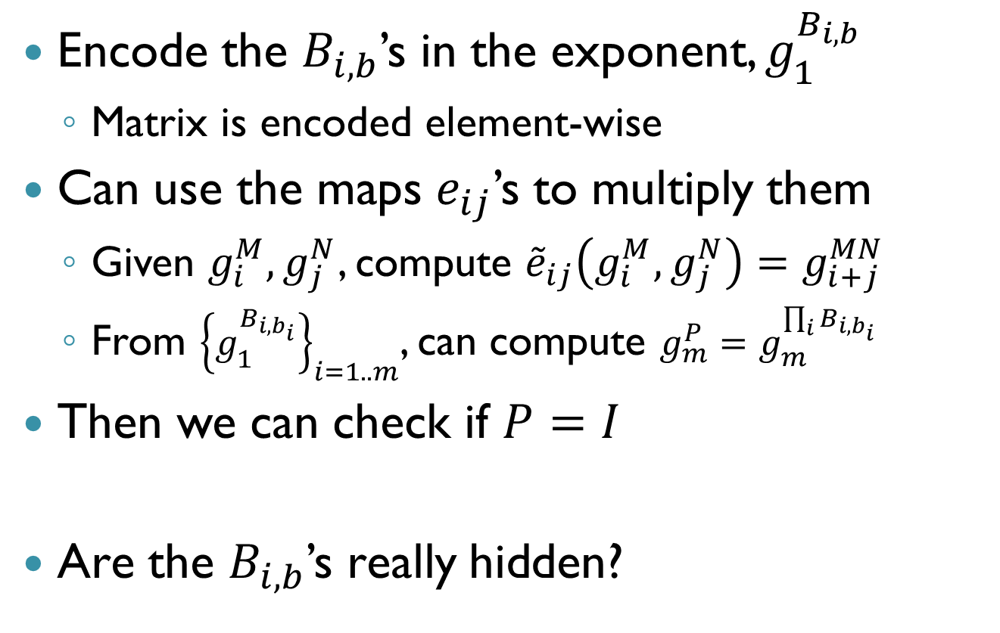 • Encode the $B_{i,b}$'s in the exponent, $g_1^{B_{i,b}}$
◦ Matrix is encoded element-wise
• Can use the maps $e_{ij}$'s to multiply them
◦ Given $g_i^M, g_j^N$, compute $\tilde{e}_{ij}(g_i^M, g_j^N) = g_{i+j}^{MN}$
◦ From $\left\{g_1^{B_{i,b_i}}\right\}_{i=1..m}$, can compute $g_m^P = g_m^{\prod_i B_{i,b_i}}$
• Then we can check if $P = I$
• Are the $B_{i,b}$'s really hidden?